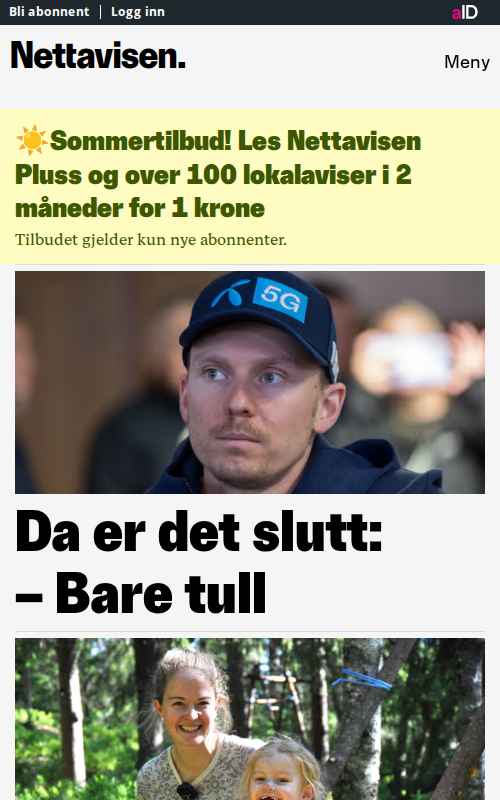 Bli abonnent | Logg inn
aID
Nettavisen.
Meny
☀️Sommertilbud! Les Nettavisen
Pluss og over 100 lokalaviser i 2
måneder for 1 krone
Tilbudet gjelder kun nye abonnenter.
5G
Da er det slutt:
– Bare tull